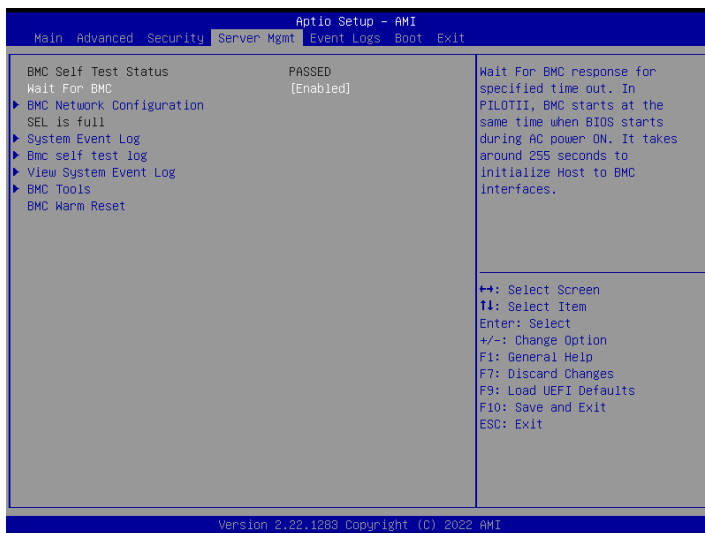 Aptio Setup – AMI
Main Advanced Security Server Mgmt Event Logs Boot Exit
BMC Self Test Status PASSED
Wait For BMC [Enabled]
BMC Network Configuration
SEL is full
System Event Log
Bmc self test log
View System Event Log
BMC Tools
BMC Warm Reset
Wait For BMC response for
specified time out. In
PILOTII, BMC starts at the
same time when BIOS starts
during AC power ON. It takes
around 255 seconds to
initialize Host to BMC
interfaces.
↔: Select Screen
↑↓: Select Item
Enter: Select
+/-: Change Option
F1: General Help
F7: Discard Changes
F9: Load UEFI Defaults
F10: Save and Exit
ESC: Exit
Version 2.22.1283 Copyright (C) 2022 AMI